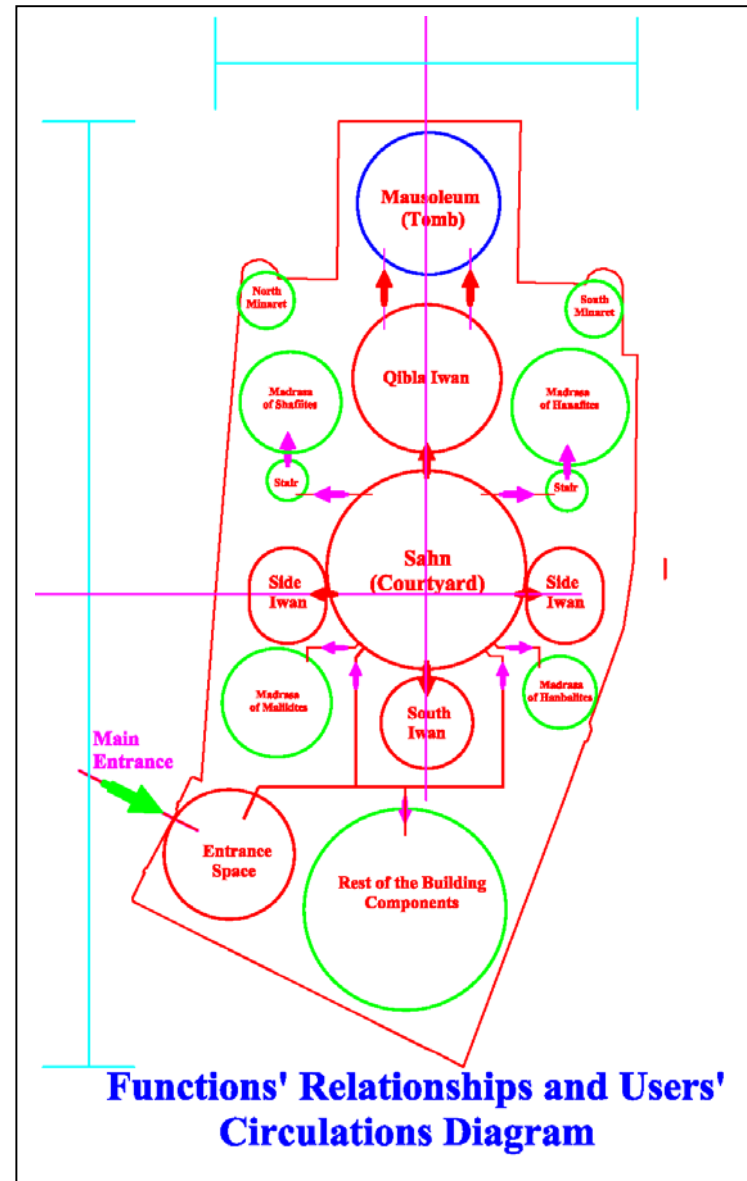 Mausoleum
(Tomb)
North
Minaret
South
Minaret
Qibla Iwan
Madrasa
of Shafiites
Madrasa
of Hanafites
Stair
Stair
Sahn
(Courtyard)
Side
Iwan
Side
Iwan
Madrasa
of Malikites
South
Iwan
Madrasa
of Hanbalites
Main
Entrance
Entrance
Space
Rest of the Building
Components
Functions' Relationships and Users'
Circulations Diagram